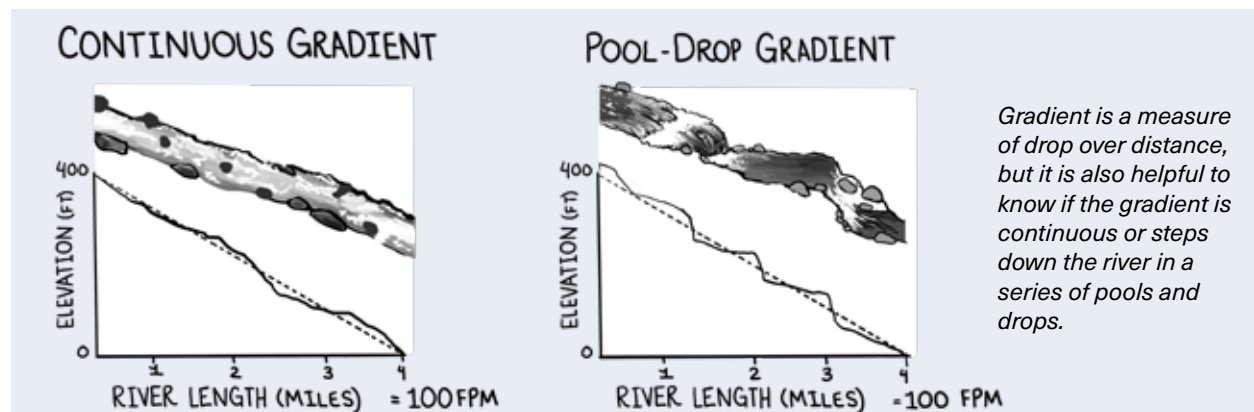 CONTINUOUS GRADIENT
400
ELEVATION (FT)
0
1 2 3 4
RIVER LENGTH (MILES) = 100 FPM
POOL-DROP GRADIENT
400
ELEVATION (FT)
0
1 2 3 4
RIVER LENGTH (MILES) =100 FPM
Gradient is a measure
of drop over distance,
but it is also helpful to
know if the gradient is
continuous or steps
down the river in a
series of pools and
drops.